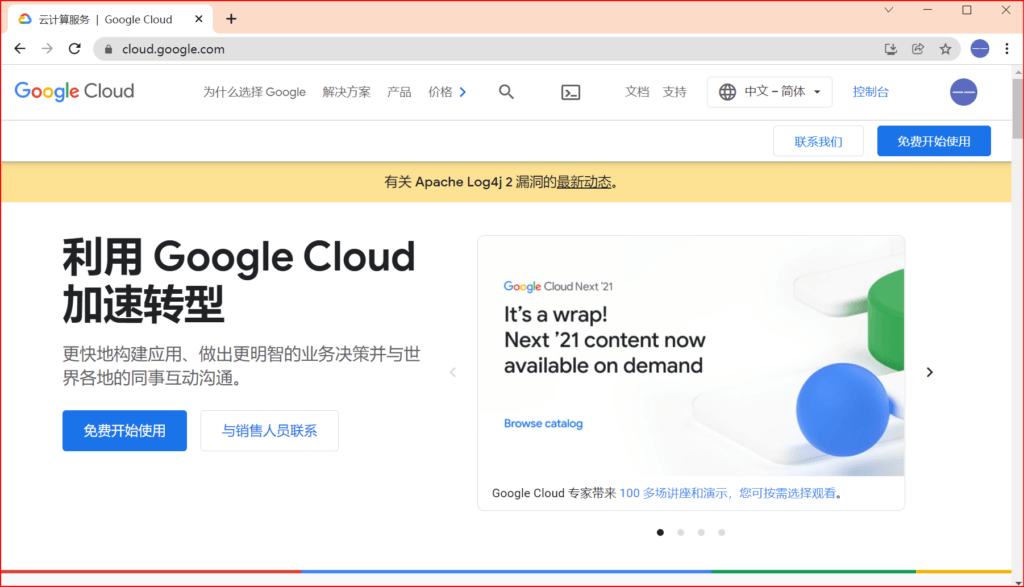 云计算服务 | Google Cloud
cloud.google.com
Google Cloud
为什么选择 Google 解决方案 产品 价格 文档 支持 中文 – 简体 控制台
联系我们 免费开始使用
有关 Apache Log4j 2 漏洞的最新动态。
利用 Google Cloud
加速转型
更快地构建应用、做出更明智的业务决策并与世
界各地的同事互动沟通。
免费开始使用 与销售人员联系
Google Cloud Next '21
It's a wrap!
Next '21 content now
available on demand
Browse catalog
Google Cloud 专家带来 100 多场讲座和演示，您可按需选择观看。